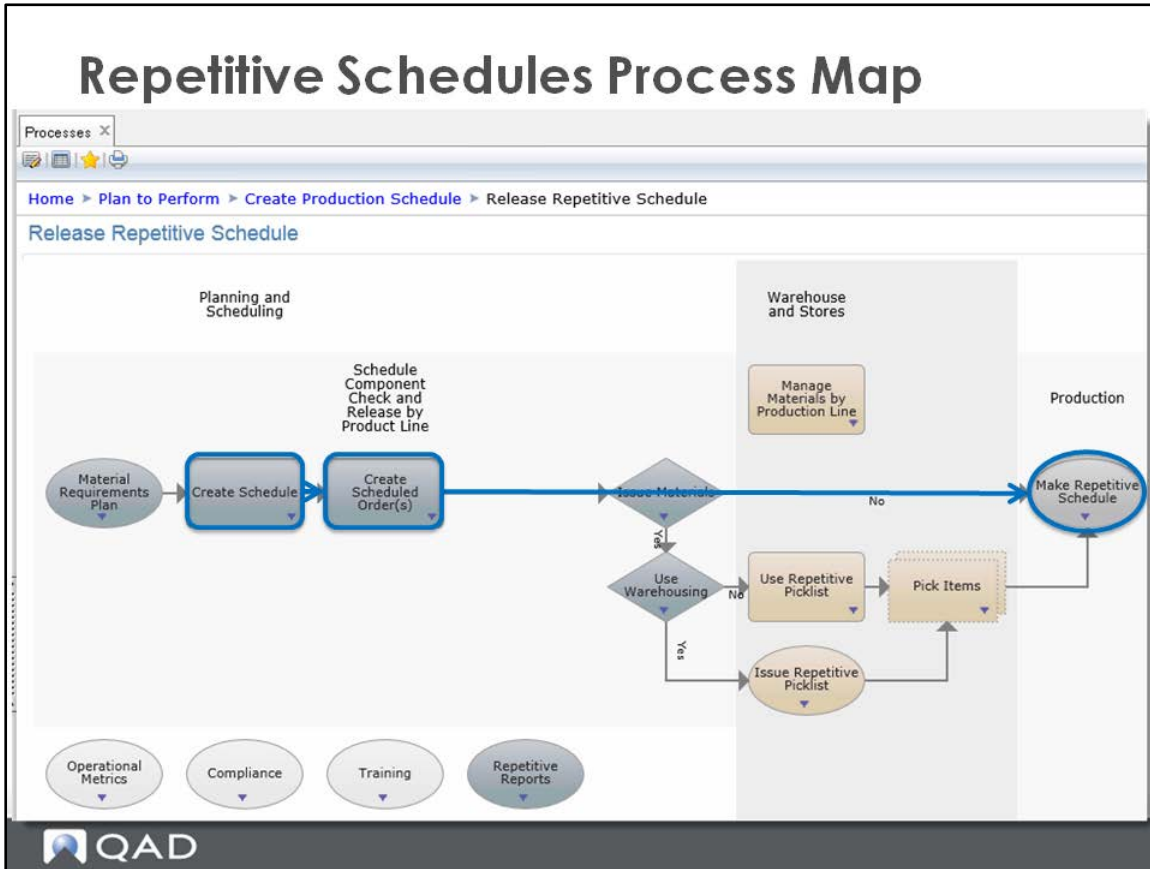 Repetitive Schedules Process Map
Processes
Home > Plan to Perform > Create Production Schedule > Release Repetitive Schedule
Release Repetitive Schedule
Planning and
Scheduling
Warehouse
and Stores
Schedule
Component
Check and
Release by
Product Line
Manage
Materials by
Production Line
Production
Material
Requirements
Plan
Create Schedule
Create
Scheduled
Order(s)
Issue Materials
No
Make Repetitive
Schedule
Yes
Use
Warehousing
No
Use Repetitive
Picklist
Pick Items
Yes
Issue Repetitive
Picklist
Operational
Metrics
Compliance
Training
Repetitive
Reports
QAD